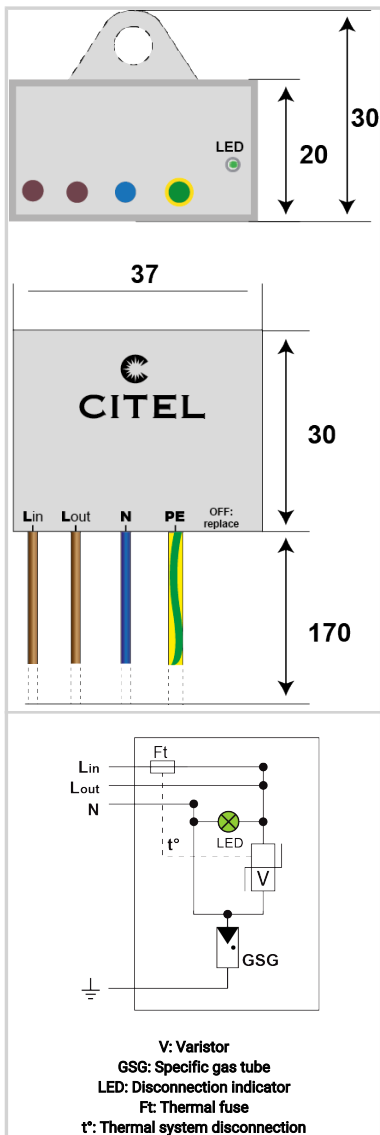 LED
20
30
37
CITEL
30
Lin Lout N PE OFF:
replace
170
Ft
Lin
Lout
N
LED
t°
V
GSG
V: Varistor
GSG: Specific gas tube
LED: Disconnection indicator
Ft: Thermal fuse
t°: Thermal system disconnection